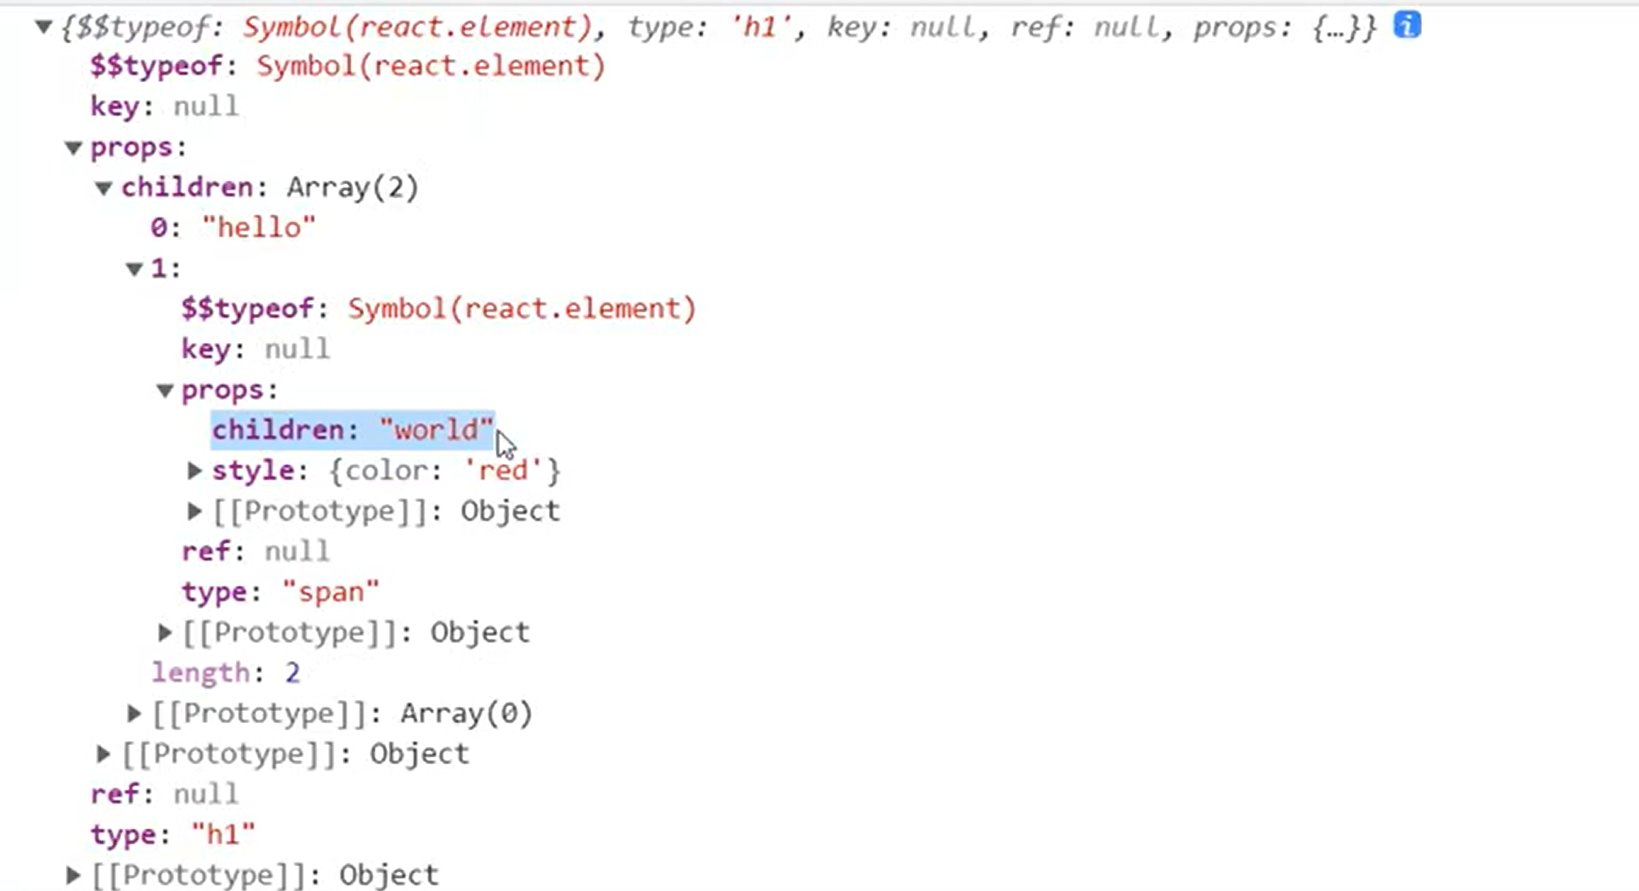 ▼{$$typeof: Symbol(react.element), type: 'h1', key: null, ref: null, props: {…}} i
$$typeof: Symbol(react.element)
key: null
▼props:
▼children: Array(2)
0: "hello"
▼1:
$$typeof: Symbol(react.element)
key: null
▼props:
children: "world"
▶style: {color: 'red'}
▶[[Prototype]]: Object
ref: null
type: "span"
▶[[Prototype]]: Object
length: 2
▶[[Prototype]]: Array(0)
▶[[Prototype]]: Object
ref: null
type: "h1"
▶[[Prototype]]: Object